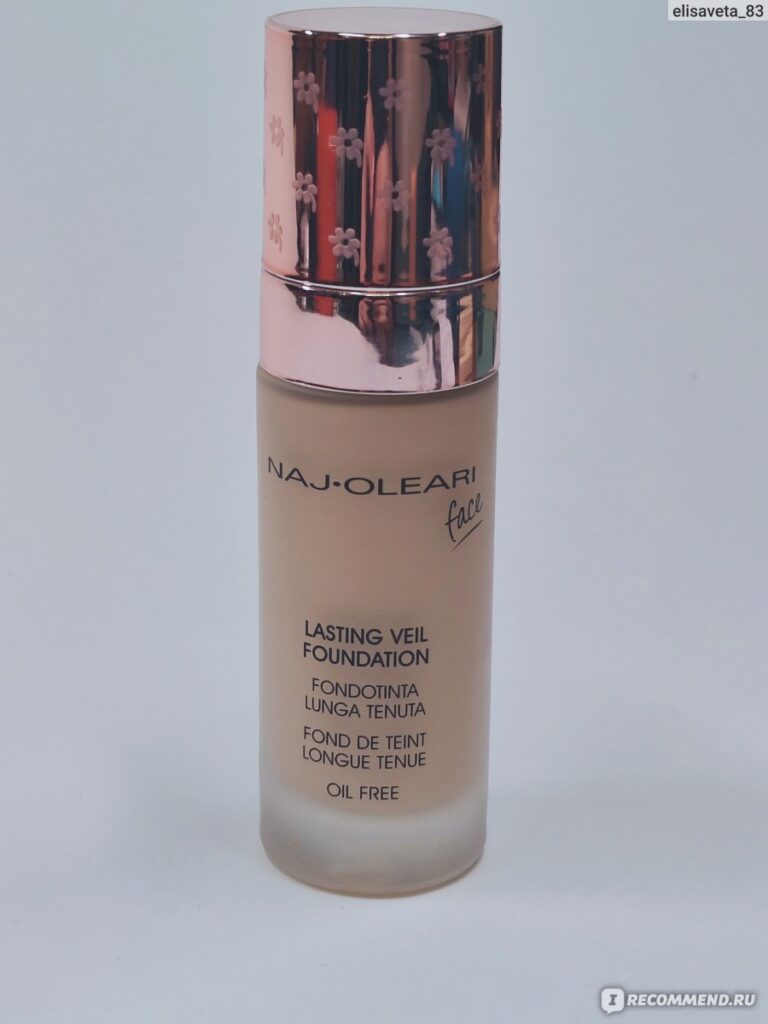 elisaveta_83
NAJ•OLEARI
face
LASTING VEIL
FOUNDATION
FONDOTINTA
LUNGA TENUTA
FOND DE TEINT
LONGUE TENUE
OIL FREE
I RECOMMEND.RU